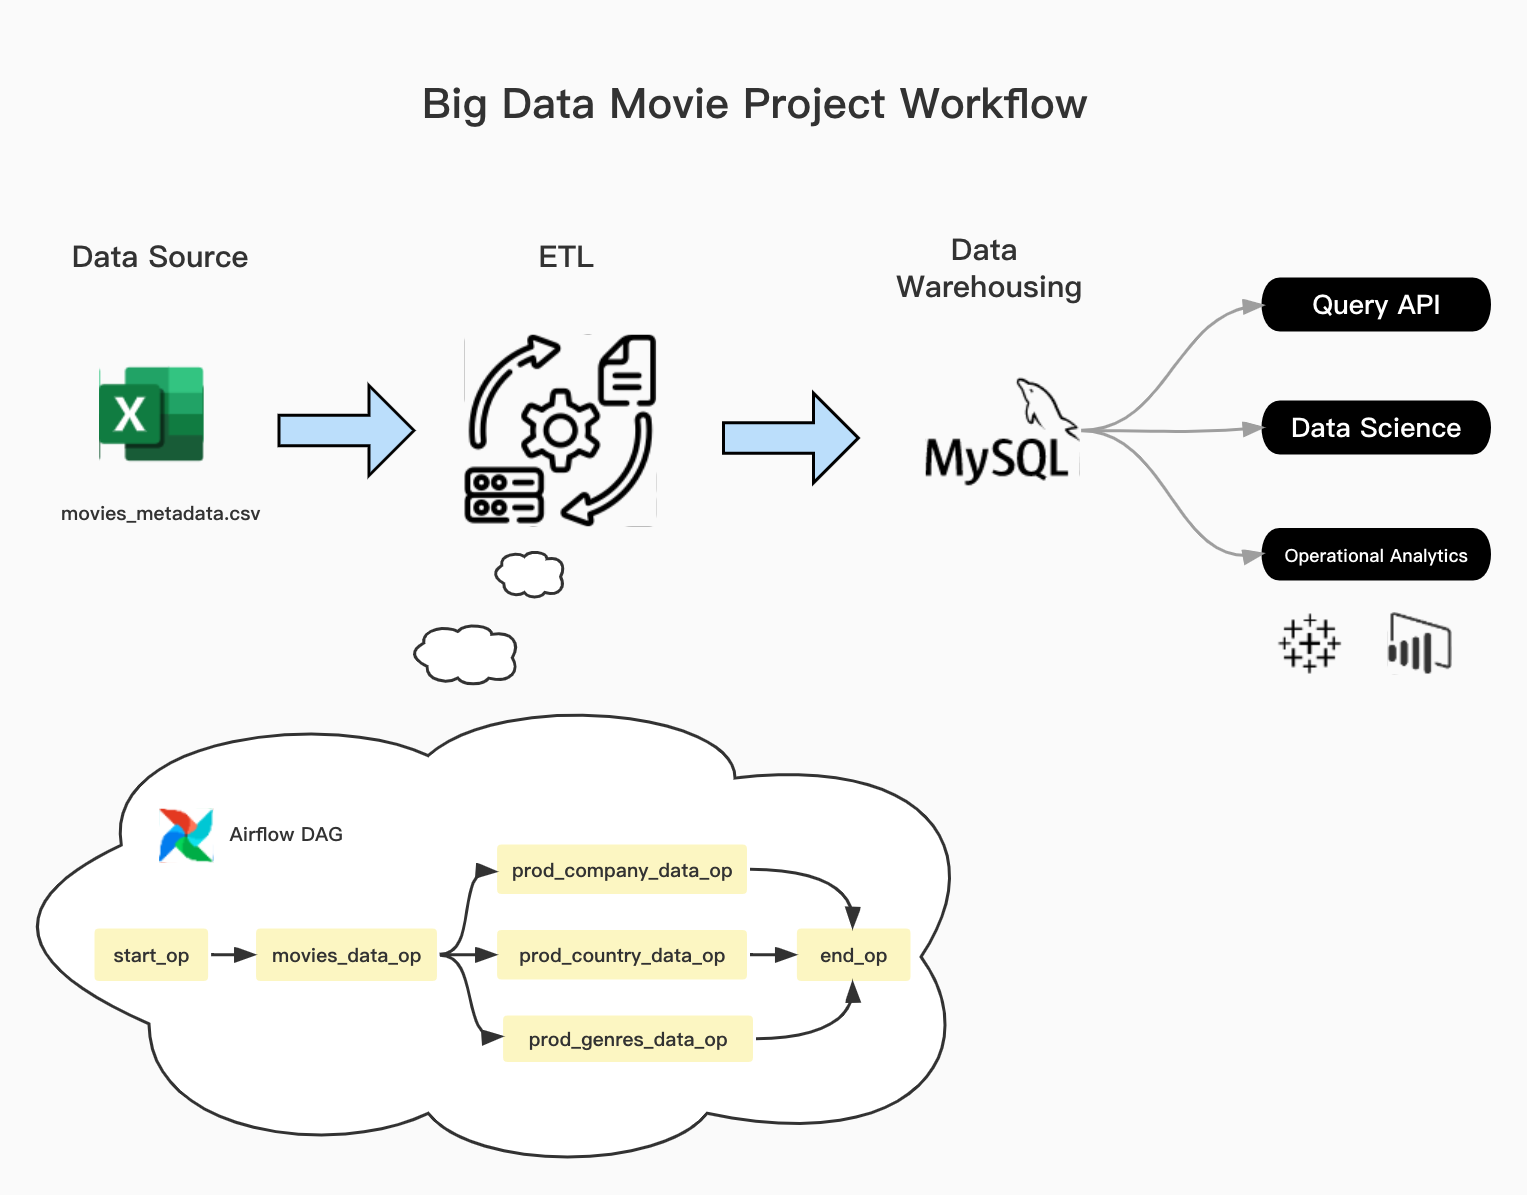 Big Data Movie Project Workflow
Data Source
ETL
Data
Warehousing
Query API
X
movies_metadata.csv
MySQL
Data Science
Operational Analytics
Airflow DAG
prod_company_data_op
start_op
movies_data_op
prod_country_data_op
end_op
prod_genres_data_op